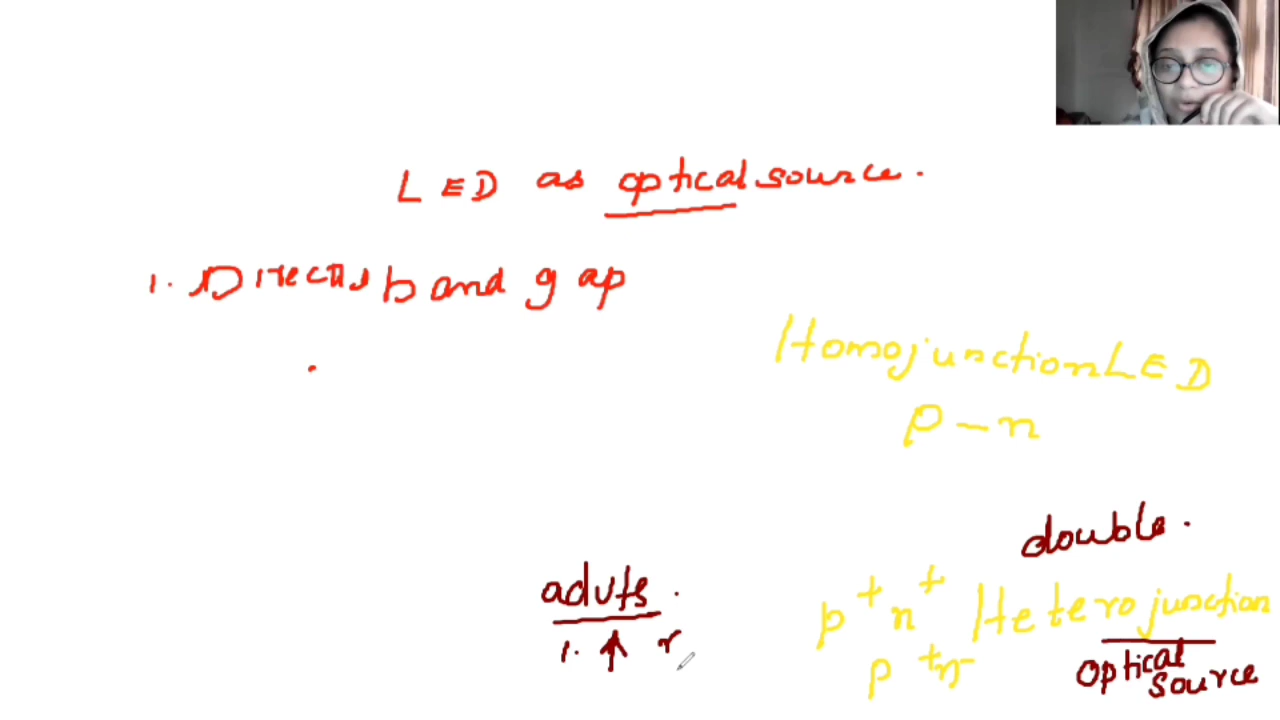 LED as optical source.
1. Direct band gap
Homojunction LED
p - n
double.
advts.
p+ n+ Heterojunction
1. ↑ r
p +n-
optical
source